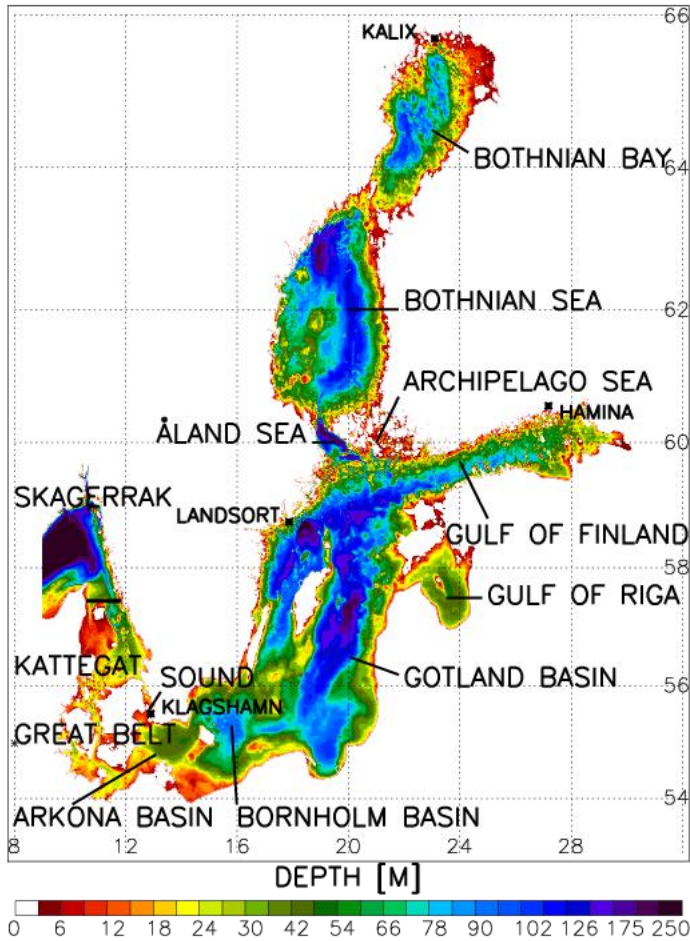 66
KALIX
BOTHNIAN BAY
64
BOTHNIAN SEA
62
ARCHIPELAGO SEA
HAMINA
ÅLAND SEA
60
SKAGERRAK
LANDSORT
GULF OF FINLAND
58
GULF OF RIGA
KATTEGAT
SOUND
GOTLAND BASIN
56
KLAGSHAMN
GREAT BELT
54
ARKONA BASIN BORNHOLM BASIN
8 12 16 20 24 28
DEPTH [M]
0 6 12 18 24 30 42 54 66 78 90 102 126 175 250